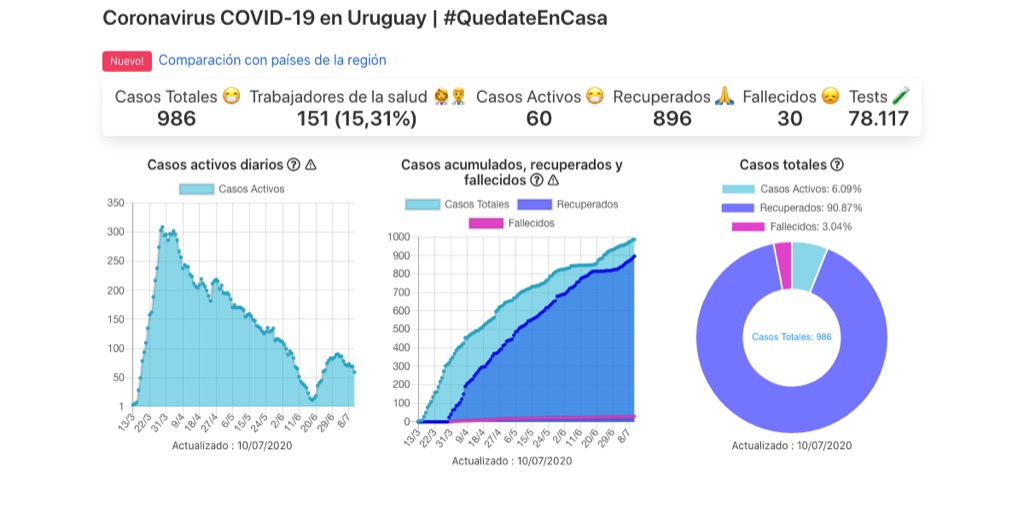 Coronavirus COVID-19 en Uruguay | #QuedateEnCasa
Nuevo! Comparación con países de la región
Casos Totales 😷 Trabajadores de la salud 👩‍⚕️👨‍⚕️ Casos Activos 😷 Recuperados 🙏 Fallecidos 😞 Tests 🧪
986 151 (15,31%) 60 896 30 78.117
Casos activos diarios
Casos Activos
350
300
250
200
150
100
50
1
13/3 22/3 31/3 9/4 18/4 27/4 6/5 15/5 24/5 2/6 11/6 20/6 29/6 8/7
Actualizado : 10/07/2020
Casos acumulados, recuperados y
fallecidos
Casos Totales Recuperados
Fallecidos
1000
900
800
700
600
500
400
300
200
100
0
13/3 22/3 31/3 9/4 18/4 27/4 6/5 15/5 24/5 2/6 11/6 20/6 29/6 8/7
Actualizado : 10/07/2020
Casos totales
Casos Activos: 6.09%
Recuperados: 90.87%
Fallecidos: 3.04%
Casos Totales: 986
Actualizado : 10/07/2020